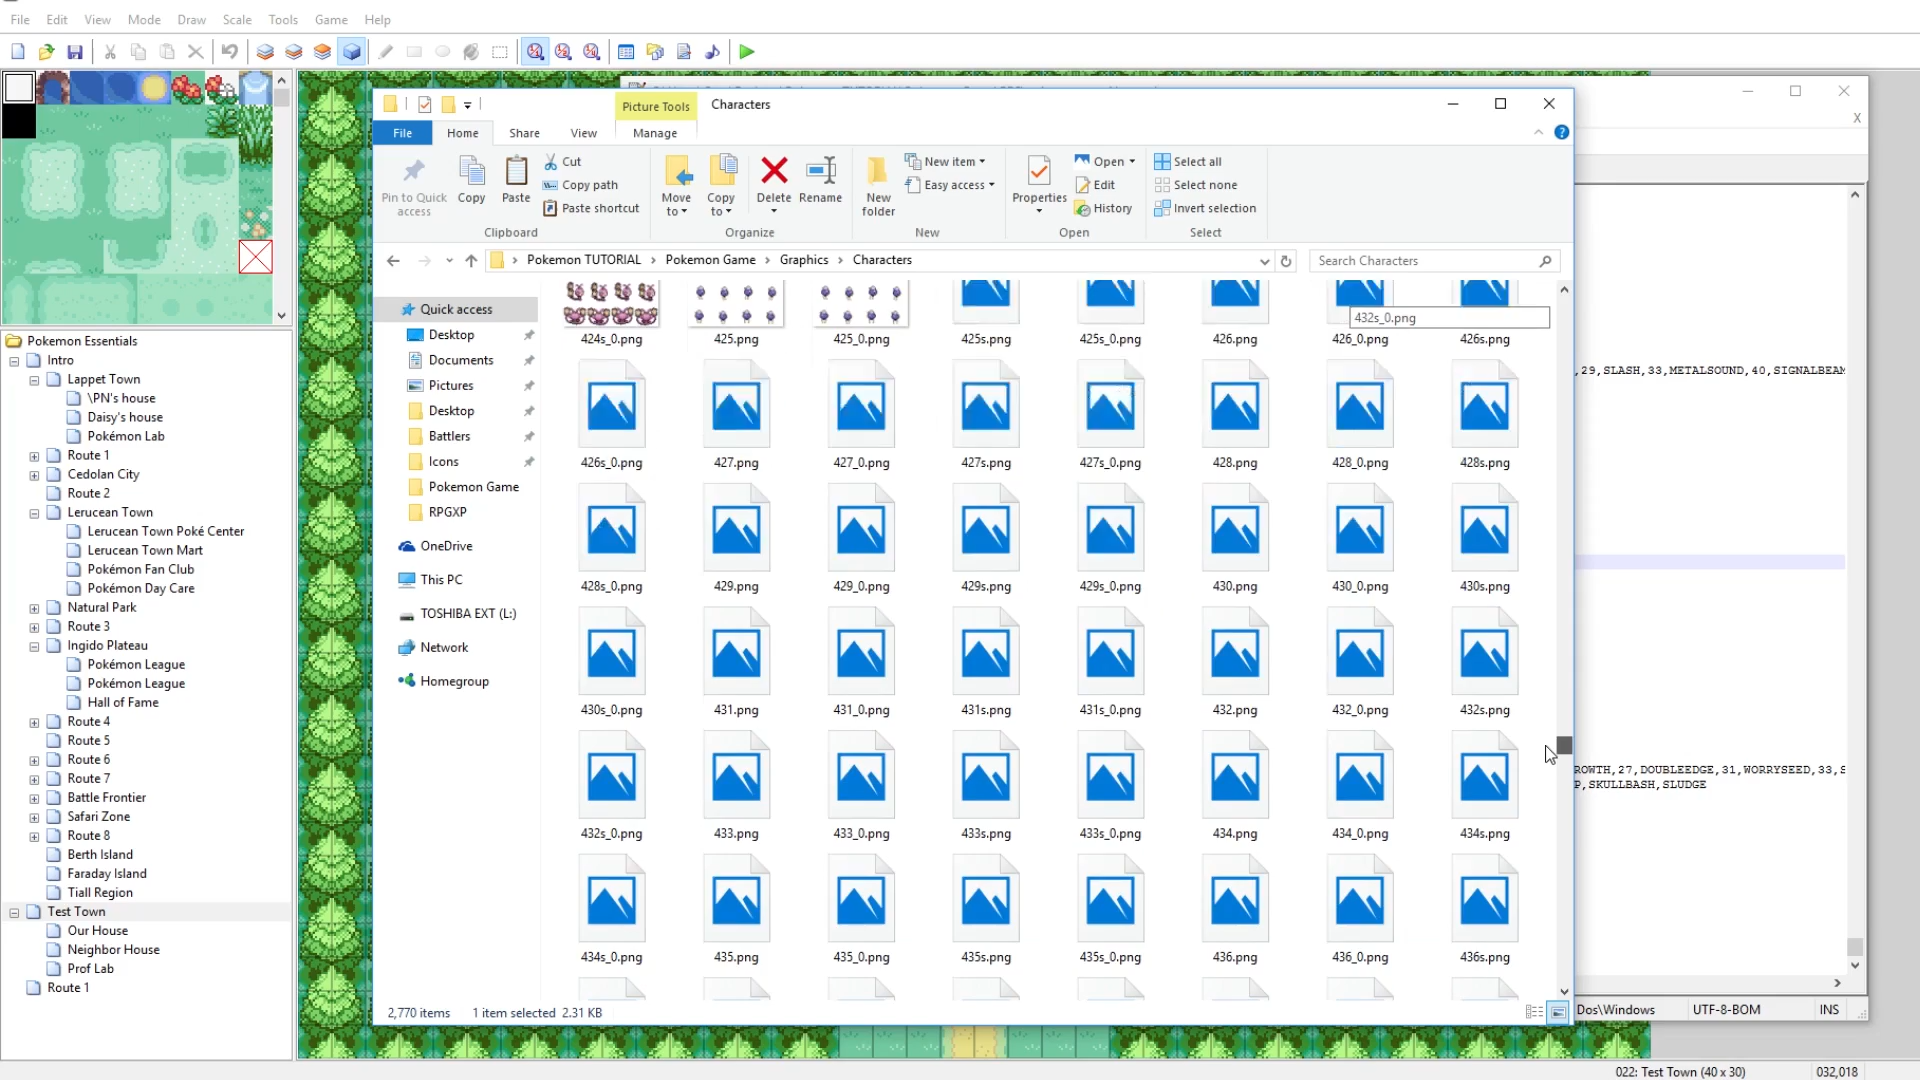 File Edit View Mode Draw Scale Tools Game Help
Picture Tools Characters
File Home Share View Manage
X
Pin to Quick access
Copy
Paste
Cut
Copy path
Paste shortcut
Move to
Copy to
Delete
Rename
New folder
New item
Easy access
Properties
Open
Edit
History
Select all
Select none
Invert selection
Clipboard Organize New Open Select
Pokemon TUTORIAL Pokemon Game Graphics Characters
Search Characters
Quick access
Desktop
Documents
Pictures
Desktop
Battlers
Icons
Pokemon Game
RPGXP
OneDrive
This PC
TOSHIBA EXT (L:)
Network
Homegroup
432s_0.png
424s_0.png 425.png 425_0.png 425s.png 425s_0.png 426.png 426_0.png 426s.png
426s_0.png 427.png 427_0.png 427s.png 427s_0.png 428.png 428_0.png 428s.png
428s_0.png 429.png 429_0.png 429s.png 429s_0.png 430.png 430_0.png 430s.png
430s_0.png 431.png 431_0.png 431s.png 431s_0.png 432.png 432_0.png 432s.png
432s_0.png 433.png 433_0.png 433s.png 433s_0.png 434.png 434_0.png 434s.png
434s_0.png 435.png 435_0.png 435s.png 435s_0.png 436.png 436_0.png 436s.png
2,770 items 1 item selected 2.31 KB
,29,SLASH,33,METALSOUND,40,SIGNALBEAM
ROWTH,27,DOUBLEEDGE,31,WORRYSEED,33,S
P,SKULLBASH,SLUDGE
Dos\Windows UTF-8-BOM INS
Pokemon Essentials
Intro
Lappet Town
\PN's house
Daisy's house
Pokémon Lab
Route 1
Cedolan City
Route 2
Lerucean Town
Lerucean Town Poké Center
Lerucean Town Mart
Pokémon Fan Club
Pokémon Day Care
Natural Park
Route 3
Ingido Plateau
Pokémon League
Pokémon League
Hall of Fame
Route 4
Route 5
Route 6
Route 7
Battle Frontier
Safari Zone
Route 8
Berth Island
Faraday Island
Tiall Region
Test Town
Our House
Neighbor House
Prof Lab
Route 1
022: Test Town (40 x 30) 032,018